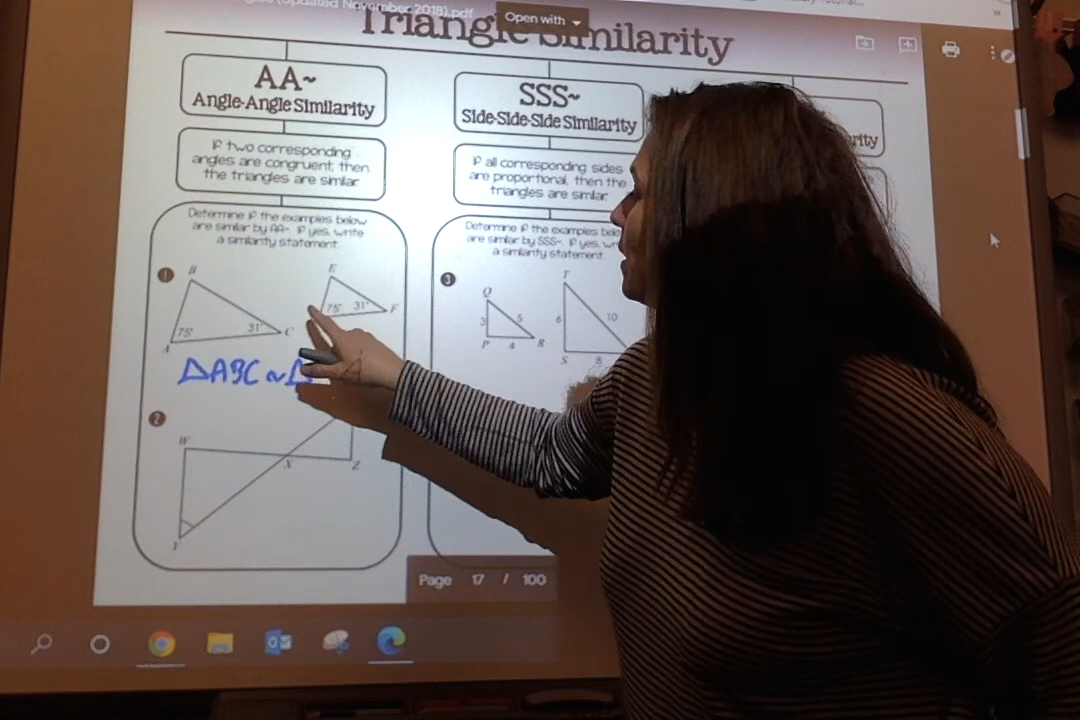 (Updated November 2018).pdf
Open with
Triangle Similarity
AA~
Angle-Angle Similarity
If two corresponding
angles are congruent, then
the triangles are similar.
Determine if the examples below
are similar by AA~. If yes, write
a similarity statement.
1
B
75°
31°
A
C
E
75°
31°
F
ΔABC ~ Δ
2
W
X
Z
V
SSS~
Side-Side-Side Similarity
If all corresponding sides
are proportional, then the
triangles are similar.
Determine if the examples
are similar by SSS~. If yes,
a similarity statement.
3
Q
3
5
P
4
R
T
6
10
S
8
Page 17 / 100